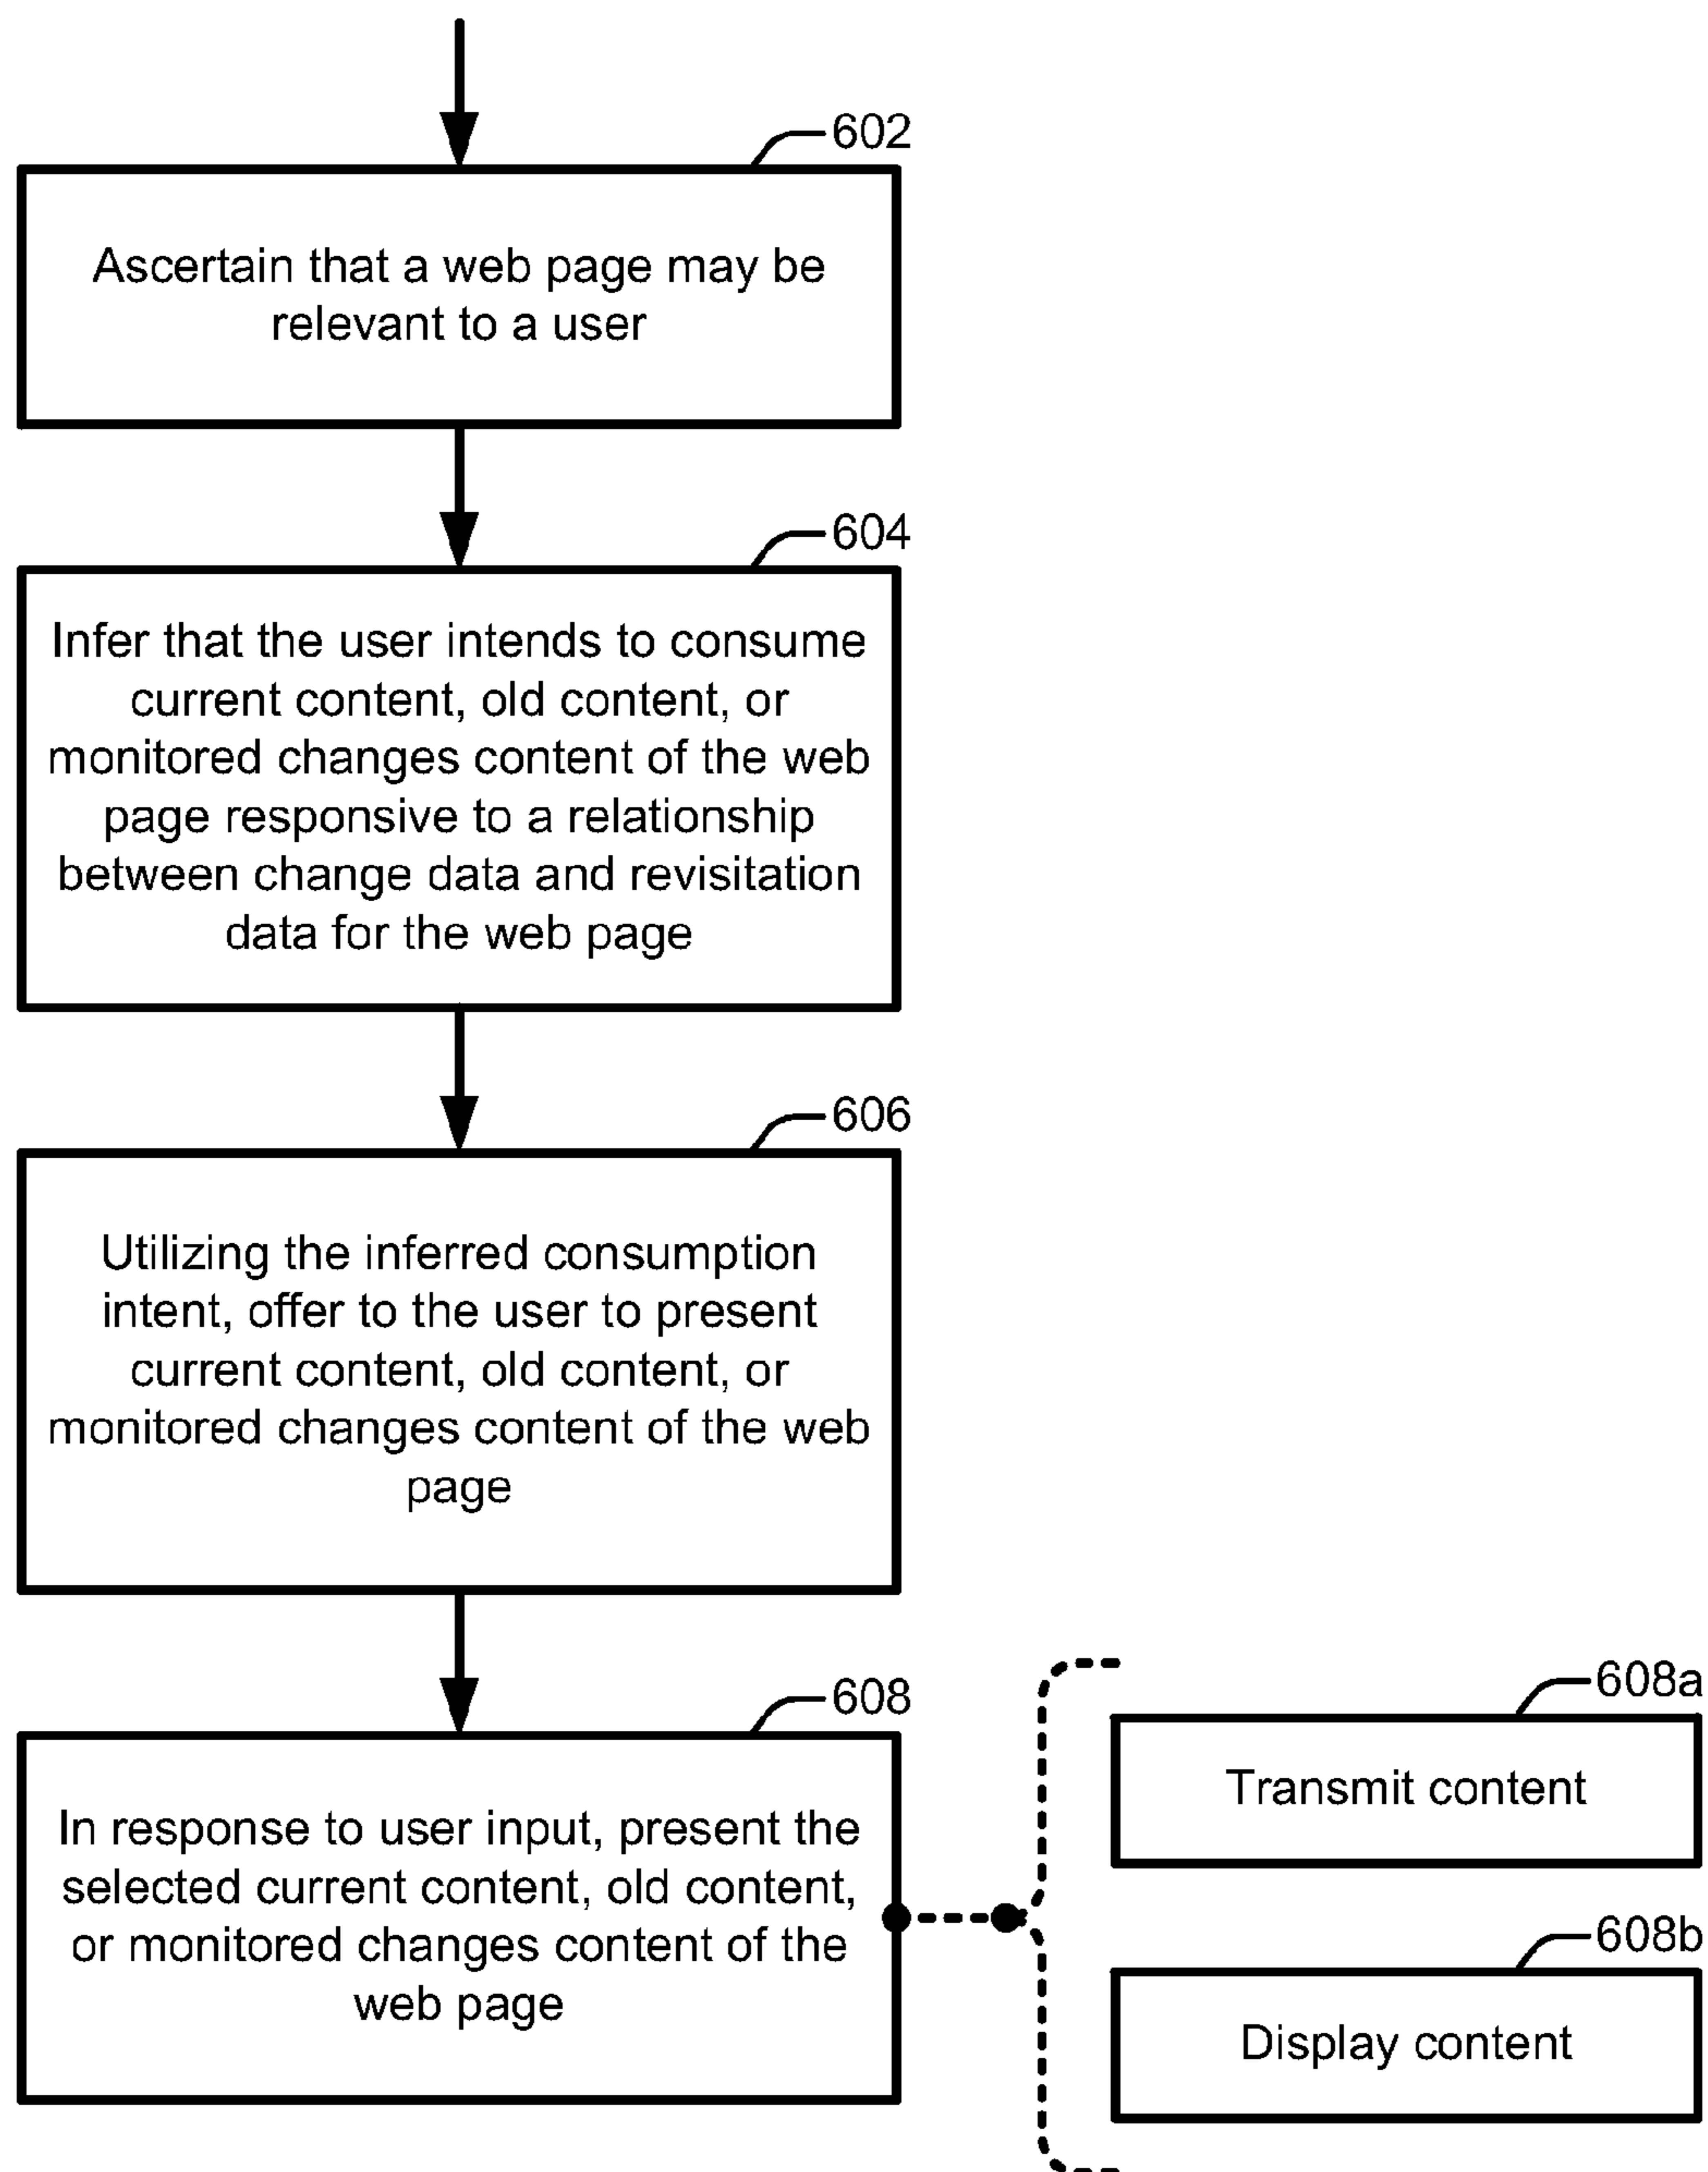 602
Ascertain that a web page may be
relevant to a user
604
Infer that the user intends to consume
current content, old content, or
monitored changes content of the web
page responsive to a relationship
between change data and revisitation
data for the web page
606
Utilizing the inferred consumption
intent, offer to the user to present
current content, old content, or
monitored changes content of the web
page
608
In response to user input, present the
selected current content, old content,
or monitored changes content of the
web page
608a
Transmit content
608b
Display content